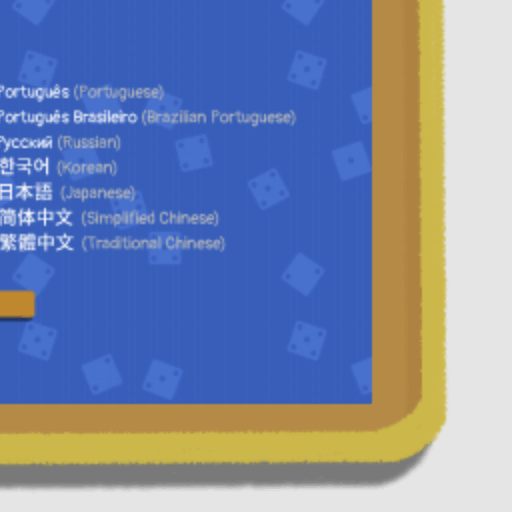 Português (Portuguese)
Português Brasileiro (Brazilian Portuguese)
Русский (Russian)
한국어 (Korean)
日本語 (Japanese)
简体中文 (Simplified Chinese)
繁體中文 (Traditional Chinese)